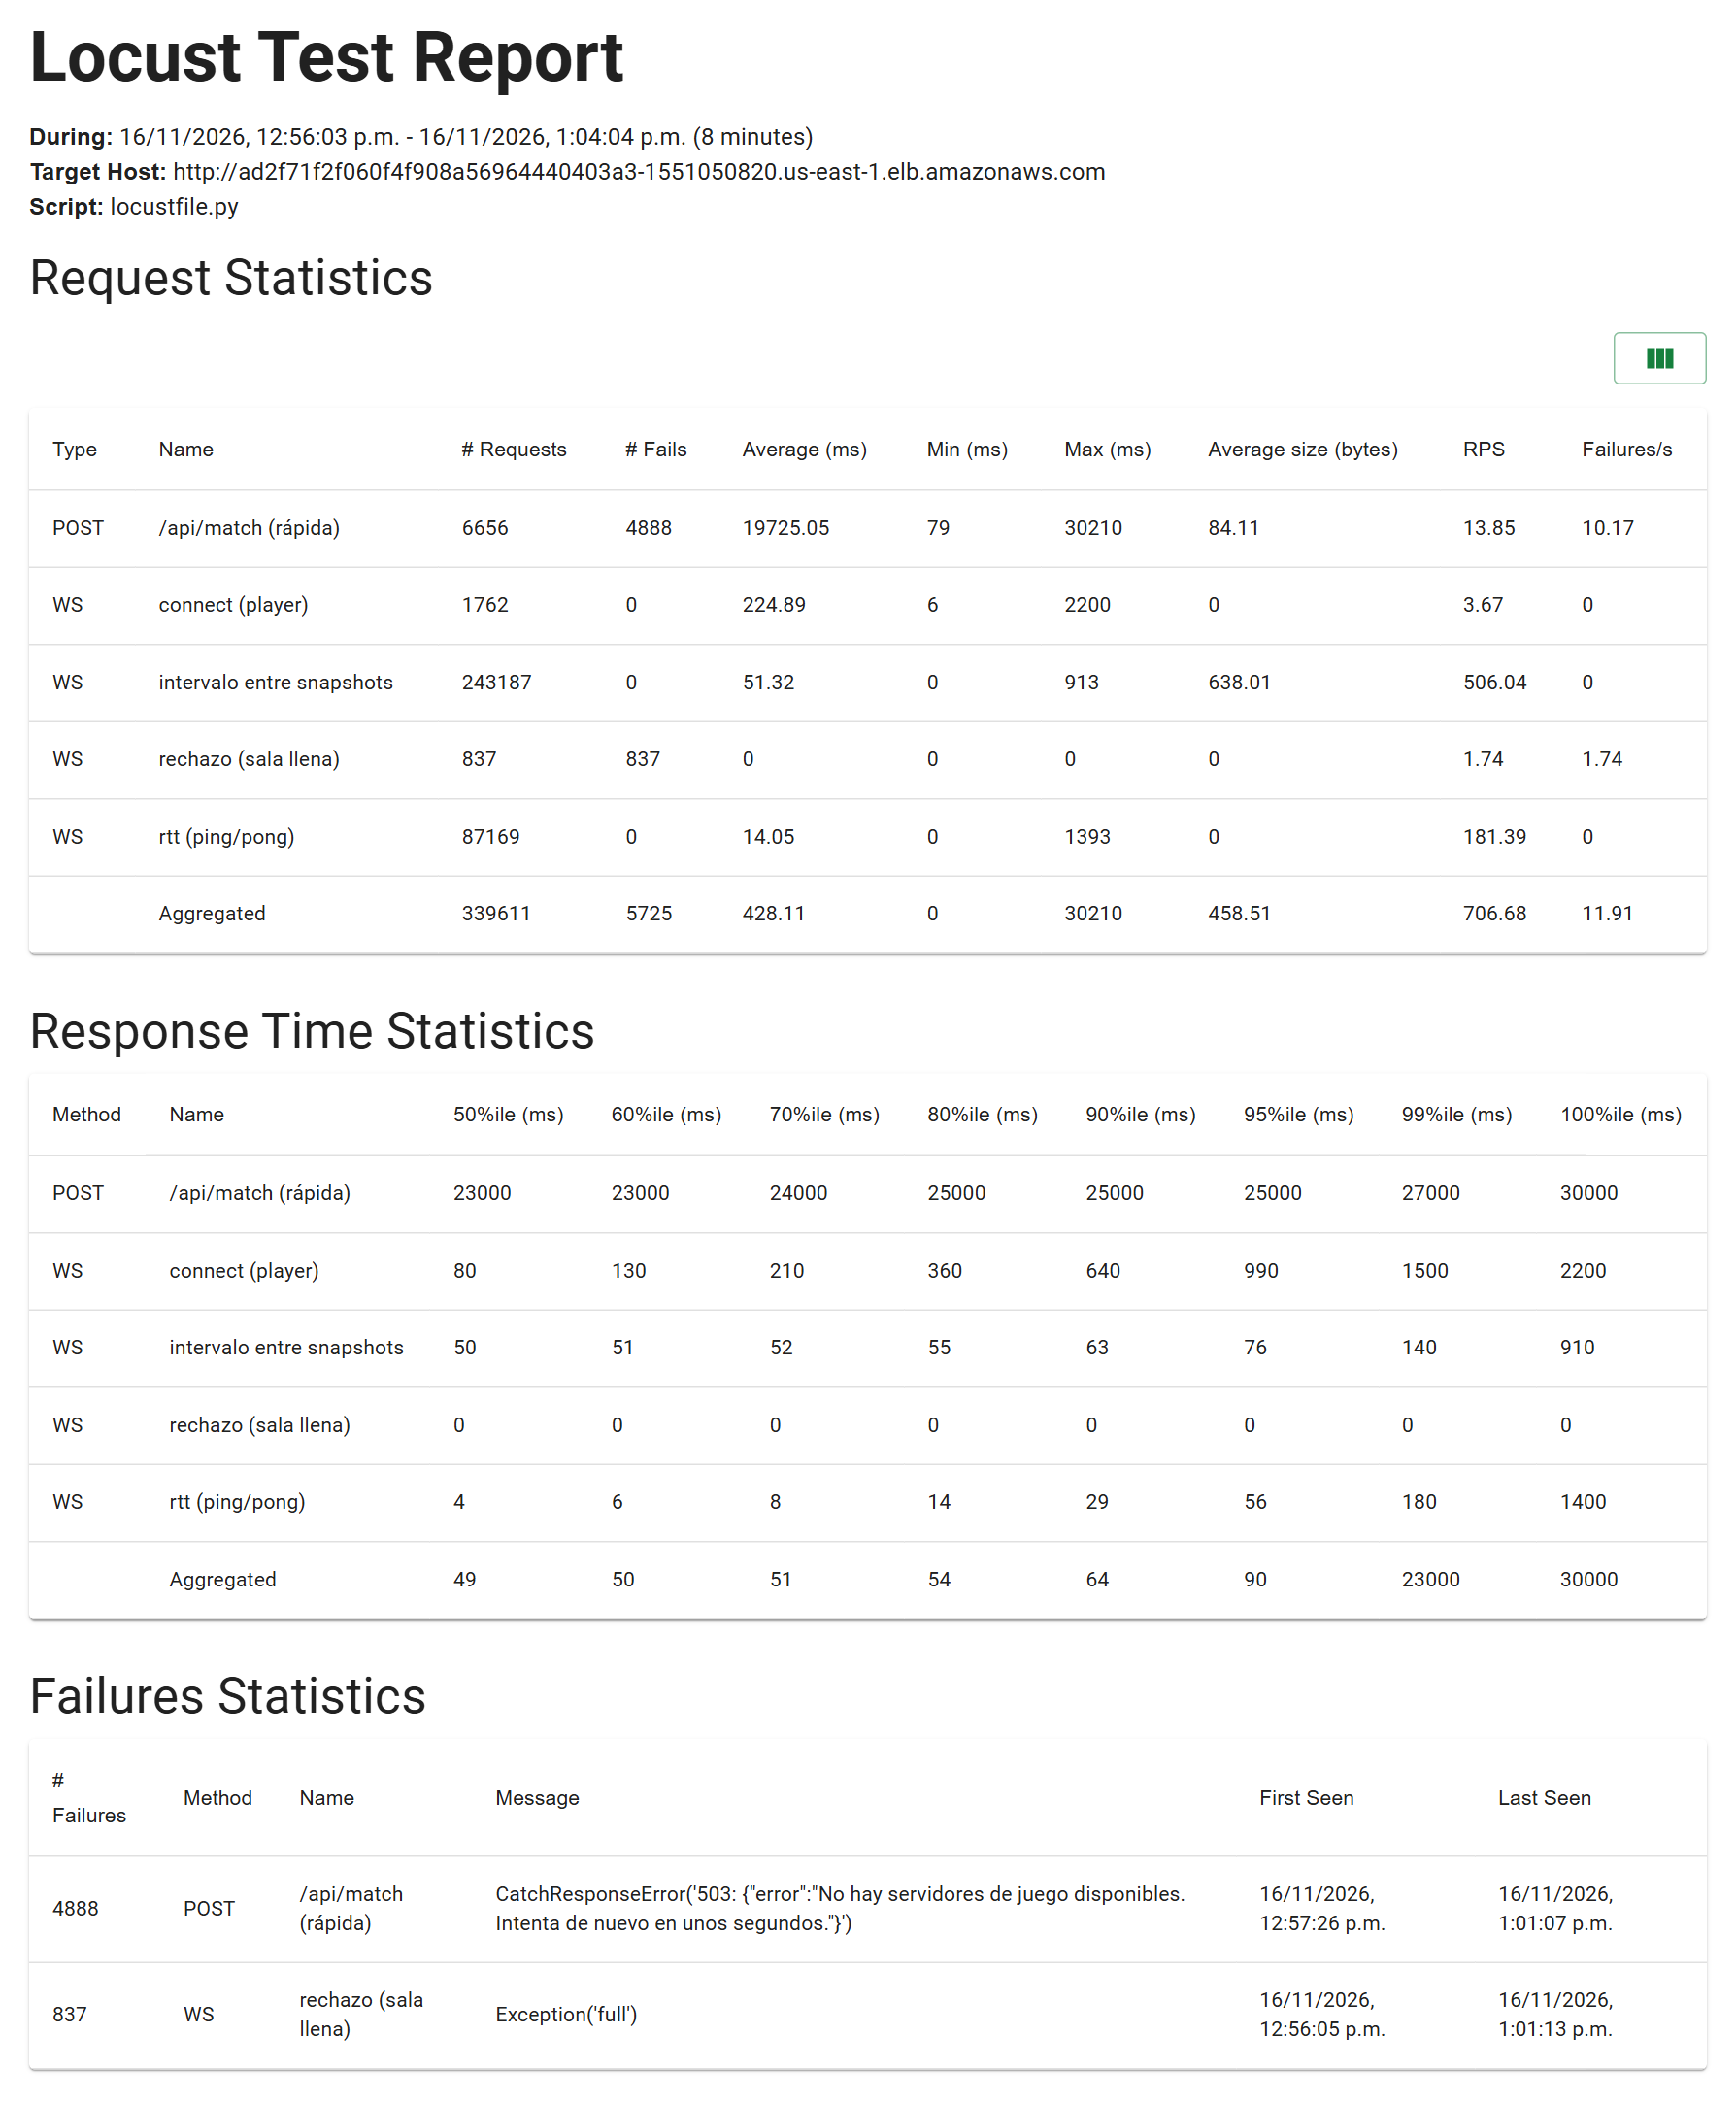 Locust Test Report
During: 16/11/2026, 12:56:03 p.m. - 16/11/2026, 1:04:04 p.m. (8 minutes)
Target Host: http://ad2f71f2f060f4f908a56964440403a3-1551050820.us-east-1.elb.amazonaws.com
Script: locustfile.py
Request Statistics
Type Name # Requests # Fails Average (ms) Min (ms) Max (ms) Average size (bytes) RPS Failures/s
POST /api/match (rápida) 6656 4888 19725.05 79 30210 84.11 13.85 10.17
WS connect (player) 1762 0 224.89 6 2200 0 3.67 0
WS intervalo entre snapshots 243187 0 51.32 0 913 638.01 506.04 0
WS rechazo (sala llena) 837 837 0 0 0 0 1.74 1.74
WS rtt (ping/pong) 87169 0 14.05 0 1393 0 181.39 0
Aggregated 339611 5725 428.11 0 30210 458.51 706.68 11.91
Response Time Statistics
Method Name 50%ile (ms) 60%ile (ms) 70%ile (ms) 80%ile (ms) 90%ile (ms) 95%ile (ms) 99%ile (ms) 100%ile (ms)
POST /api/match (rápida) 23000 23000 24000 25000 25000 25000 27000 30000
WS connect (player) 80 130 210 360 640 990 1500 2200
WS intervalo entre snapshots 50 51 52 55 63 76 140 910
WS rechazo (sala llena) 0 0 0 0 0 0 0 0
WS rtt (ping/pong) 4 6 8 14 29 56 180 1400
Aggregated 49 50 51 54 64 90 23000 30000
Failures Statistics
# Failures Method Name Message First Seen Last Seen
4888 POST /api/match (rápida) CatchResponseError('503: {"error":"No hay servidores de juego disponibles. Intenta de nuevo en unos segundos."}') 16/11/2026, 12:57:26 p.m. 16/11/2026, 1:01:07 p.m.
837 WS rechazo (sala llena) Exception('full') 16/11/2026, 12:56:05 p.m. 16/11/2026, 1:01:13 p.m.